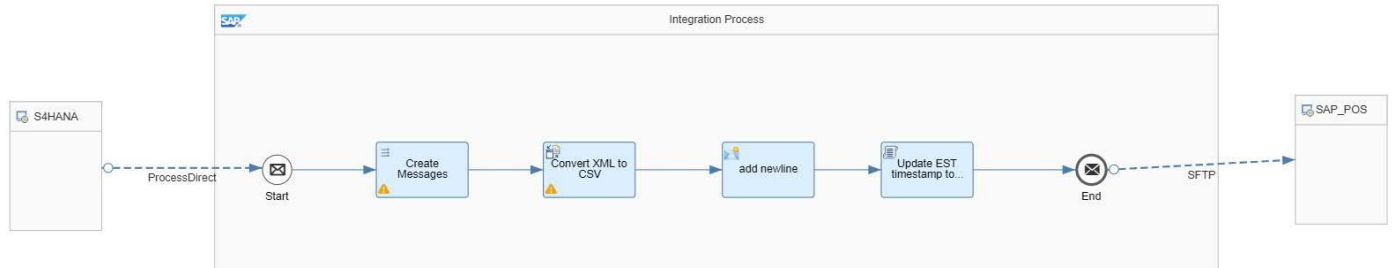 SAP
Integration Process
S4HANA
ProcessDirect
Start
Create
Messages
Convert XML to
CSV
add newline
Update EST
timestamp to...
End
SFTP
SAP_POS